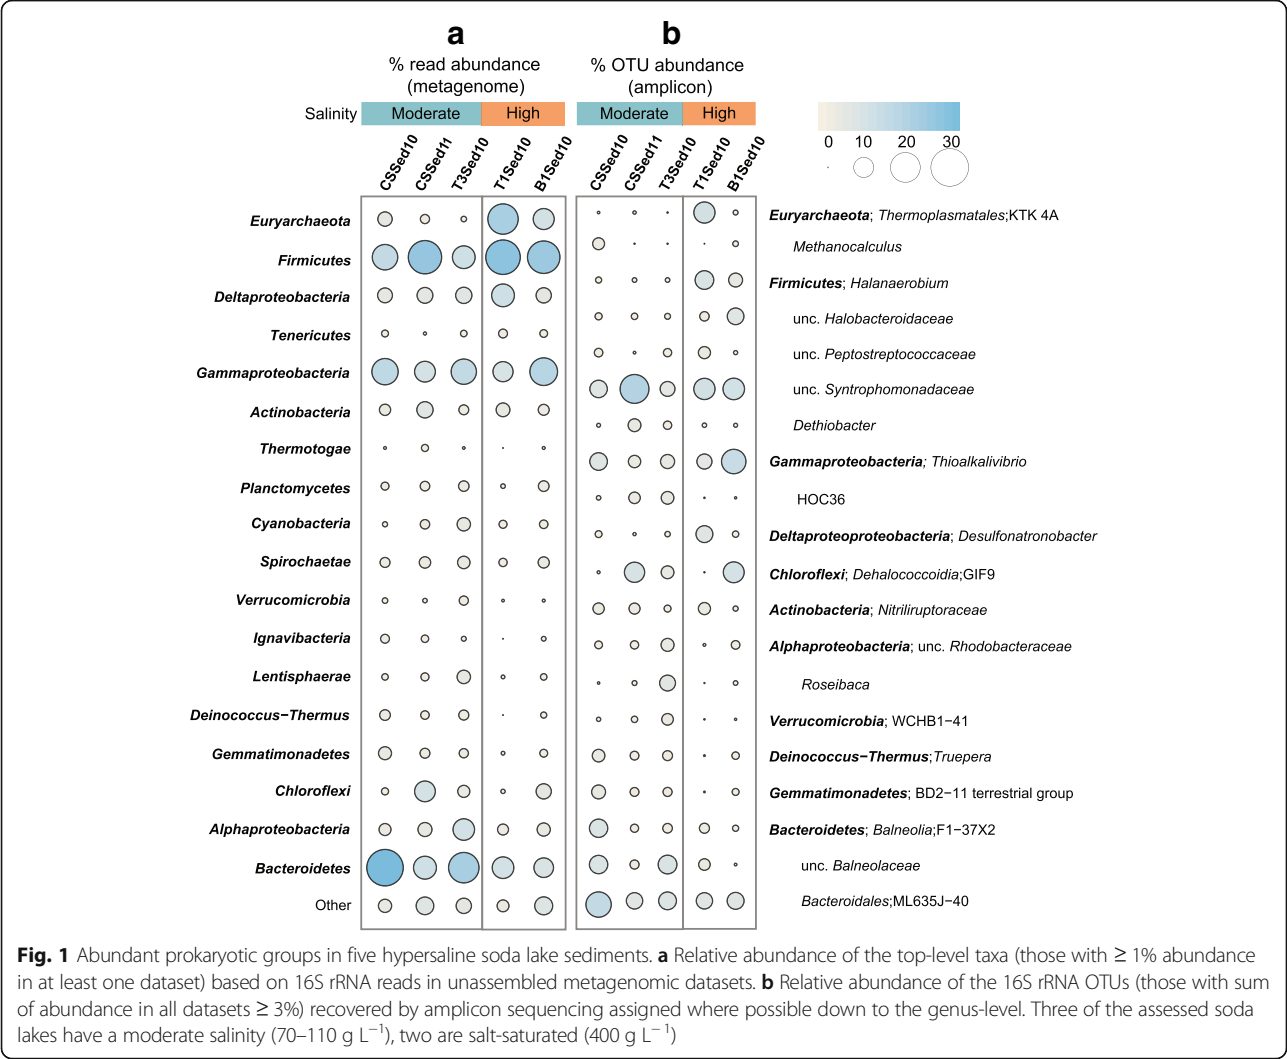 a
b
% read abundance
(metagenome)
% OTU abundance
(amplicon)
Salinity
Moderate
High
Moderate
High
0 10 20 30
CSSed10
CSSed11
T3Sed10
T1Sed10
B1Sed10
CSSed10
CSSed11
T3Sed10
T1Sed10
B1Sed10
Euryarchaeota
Firmicutes
Deltaproteobacteria
Tenericutes
Gammaproteobacteria
Actinobacteria
Thermotogae
Planctomycetes
Cyanobacteria
Spirochaetae
Verrucomicrobia
Ignavibacteria
Lentisphaerae
Deinococcus−Thermus
Gemmatimonadetes
Chloroflexi
Alphaproteobacteria
Bacteroidetes
Other
Euryarchaeota; Thermoplasmatales;KTK 4A
Methanocalculus
Firmicutes; Halanaerobium
unc. Halobacteroidaceae
unc. Peptostreptococcaceae
unc. Syntrophomonadaceae
Dethiobacter
Gammaproteobacteria; Thioalkalivibrio
HOC36
Deltaproteoproteobacteria; Desulfonatronobacter
Chloroflexi; Dehalococcoidia;GIF9
Actinobacteria; Nitriliruptoraceae
Alphaproteobacteria; unc. Rhodobacteraceae
Roseibaca
Verrucomicrobia; WCHB1−41
Deinococcus−Thermus;Truepera
Gemmatimonadetes; BD2−11 terrestrial group
Bacteroidetes; Balneolia;F1−37X2
unc. Balneolaceae
Bacteroidales;ML635J−40
Fig. 1 Abundant prokaryotic groups in five hypersaline soda lake sediments. a Relative abundance of the top-level taxa (those with ≥ 1% abundance
in at least one dataset) based on 16S rRNA reads in unassembled metagenomic datasets. b Relative abundance of the 16S rRNA OTUs (those with sum
of abundance in all datasets ≥ 3%) recovered by amplicon sequencing assigned where possible down to the genus-level. Three of the assessed soda
lakes have a moderate salinity (70–110 g L⁻¹), two are salt-saturated (400 g L⁻¹)